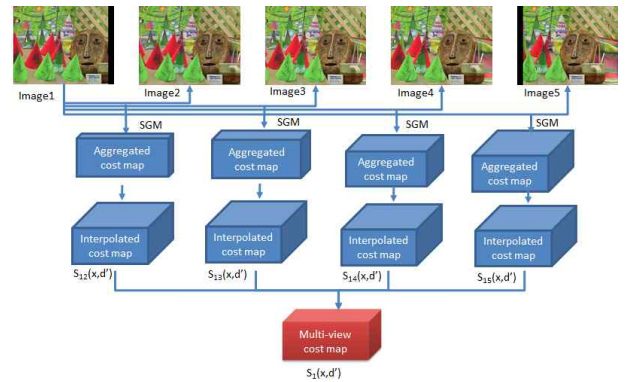 Image1
Image2
Image3
Image4
Image5
SGM
SGM
SGM
SGM
Aggregated
cost map
Aggregated
cost map
Aggregated
cost map
Aggregated
cost map
Interpolated
cost map
Interpolated
cost map
Interpolated
cost map
Interpolated
cost map
S12(x,d')
S13(x,d')
S14(x,d')
S15(x,d')
Multi-view
cost map
S1(x,d')